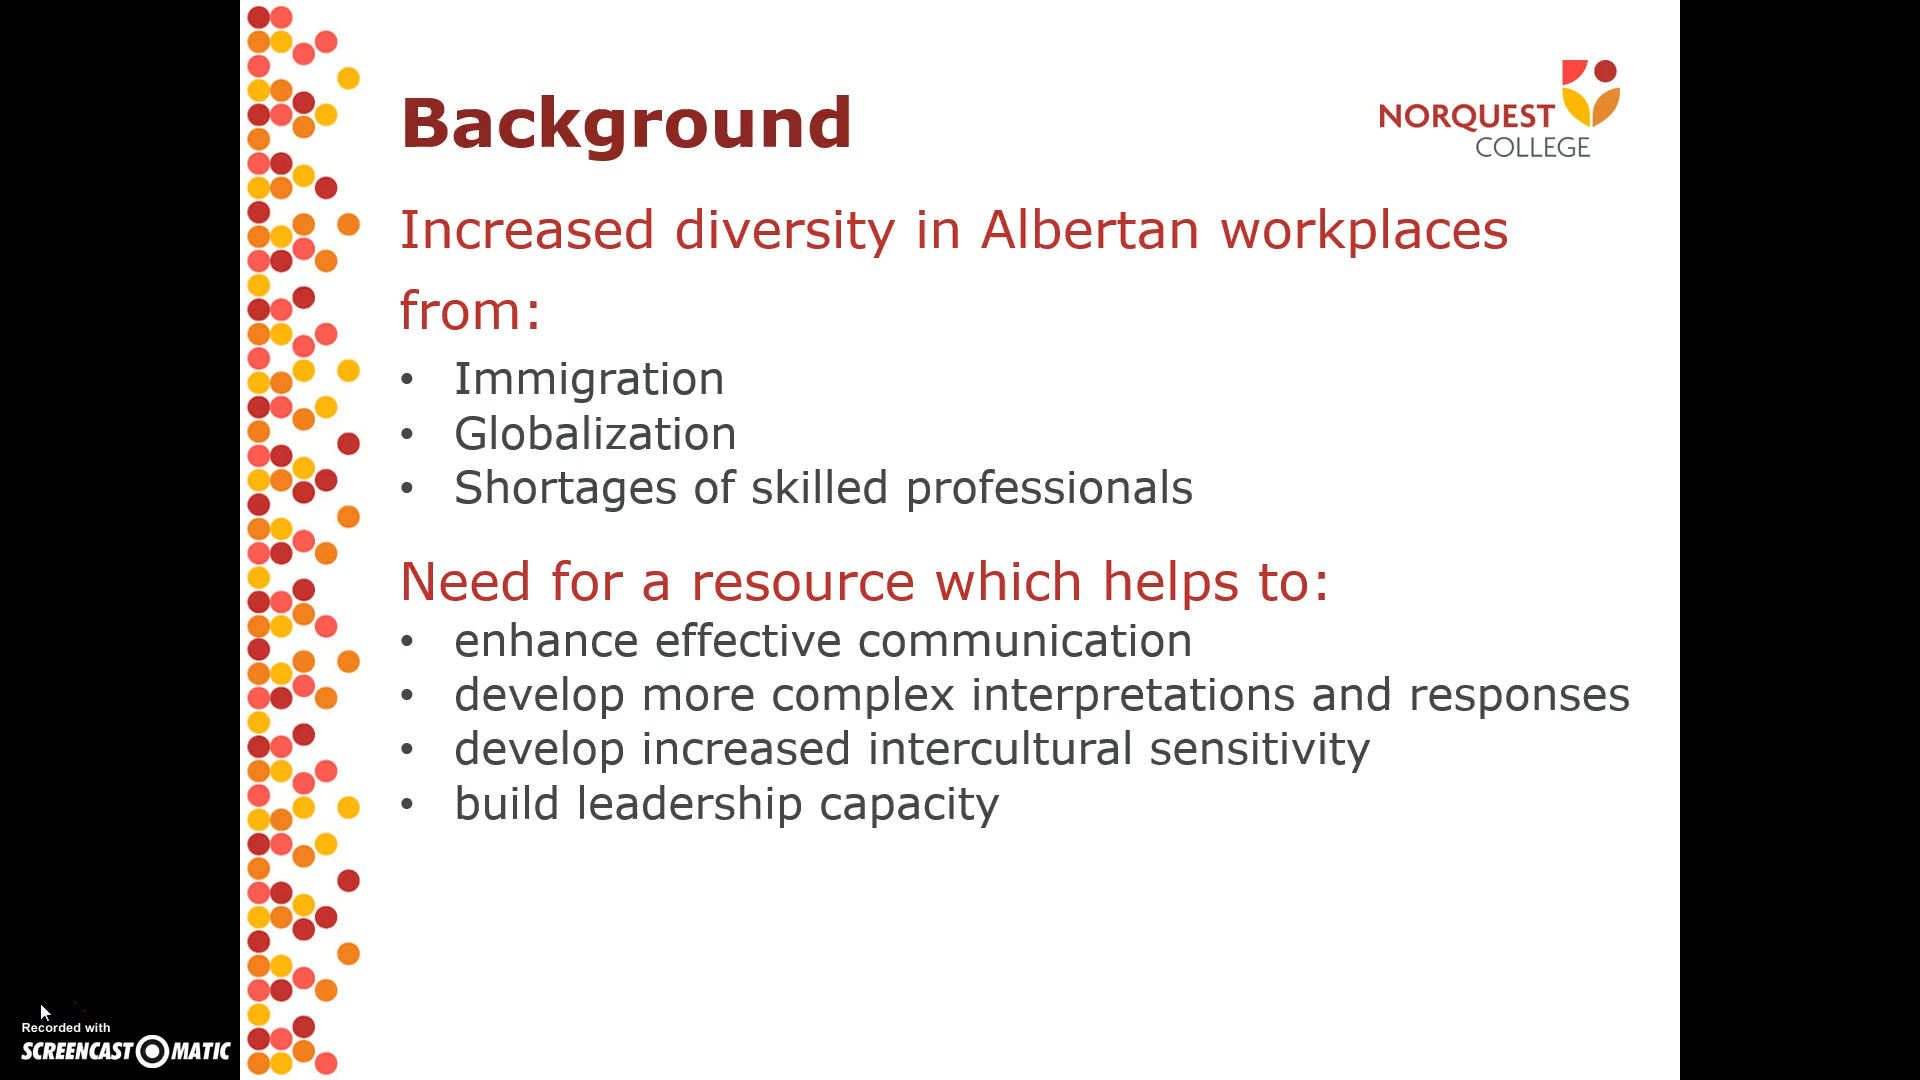 Background
NORQUEST
COLLEGE
Increased diversity in Albertan workplaces
from:
• Immigration
• Globalization
• Shortages of skilled professionals
Need for a resource which helps to:
• enhance effective communication
• develop more complex interpretations and responses
• develop increased intercultural sensitivity
• build leadership capacity
Recorded with
SCREENCAST MATIC